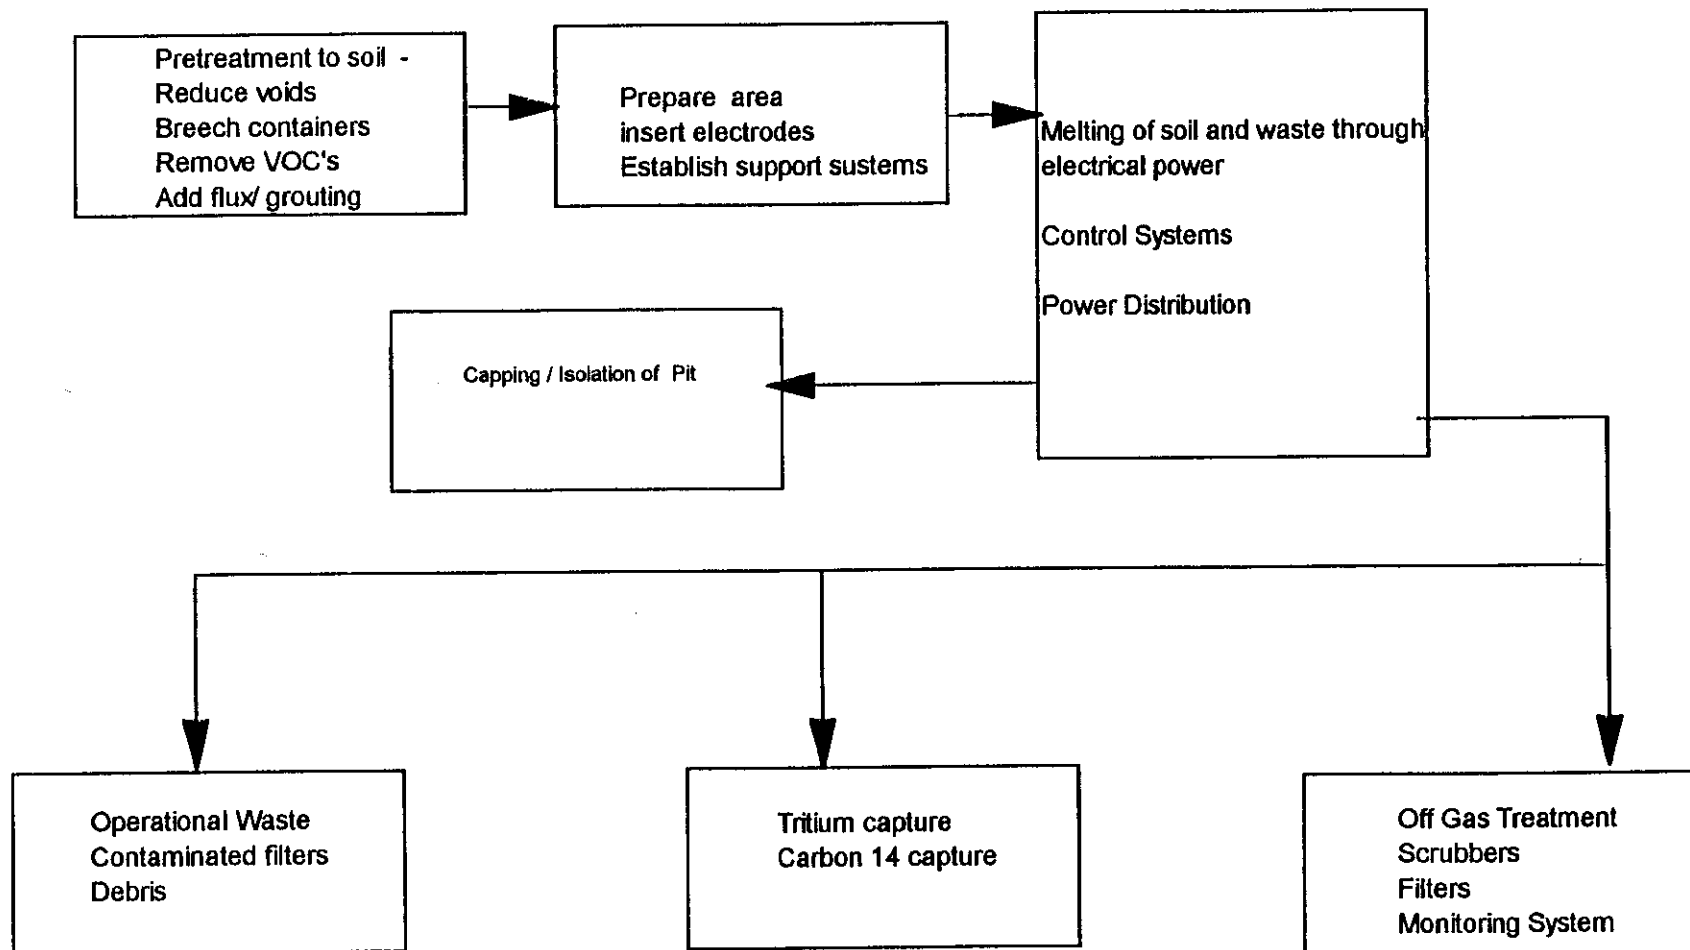 Pretreatment to soil -
Reduce voids
Breech containers
Remove VOC's
Add flux/ grouting
Prepare area
insert electrodes
Establish support sustems
Melting of soil and waste through
electrical power
Control Systems
Power Distribution
Capping / Isolation of Pit
Operational Waste
Contaminated filters
Debris
Tritium capture
Carbon 14 capture
Off Gas Treatment
Scrubbers
Filters
Monitoring System